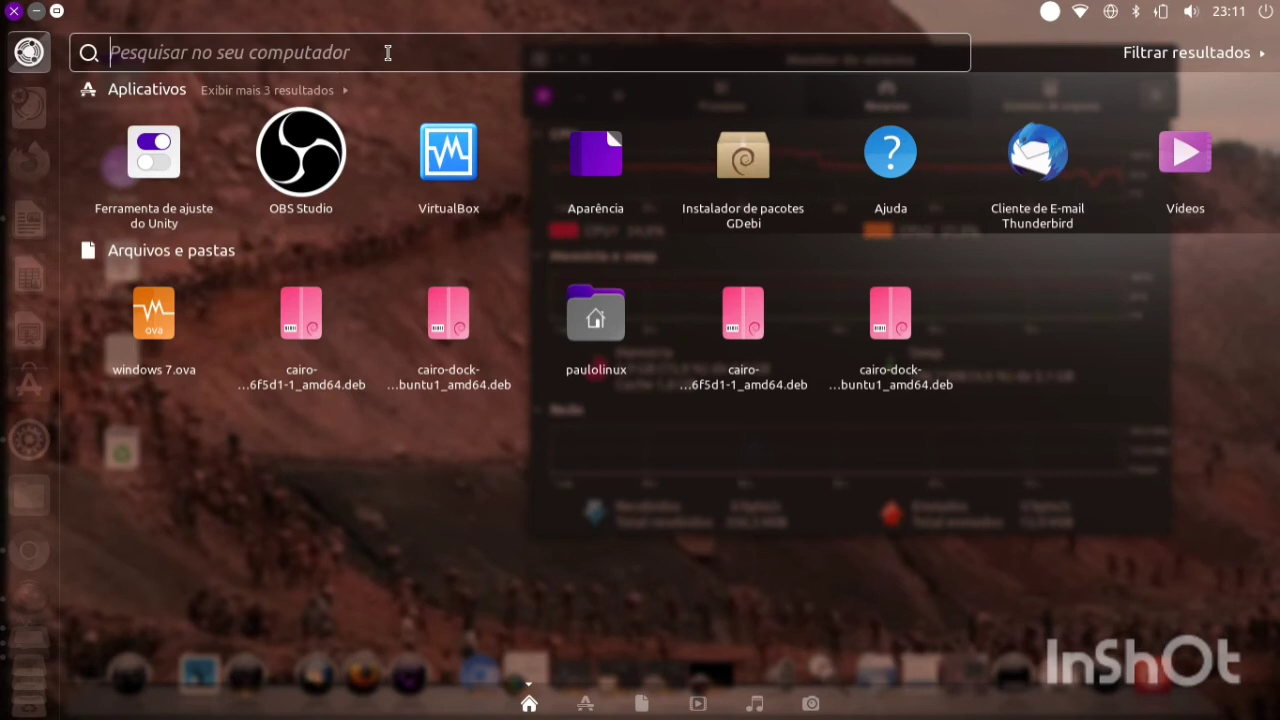 23:11
Pesquisar no seu computador
Filtrar resultados
Aplicativos
Exibir mais 3 resultados
Ferramenta de ajuste
do Unity
OBS Studio
VirtualBox
Aparência
Instalador de pacotes
GDebi
Ajuda
Cliente de E-mail
Thunderbird
Vídeos
Arquivos e pastas
ova
windows 7.ova
cairo-
...6f5d1-1_amd64.deb
cairo-dock-
...buntu1_amd64.deb
paulolinux
cairo-
...6f5d1-1_amd64.deb
cairo-dock-
...buntu1_amd64.deb
InShOt